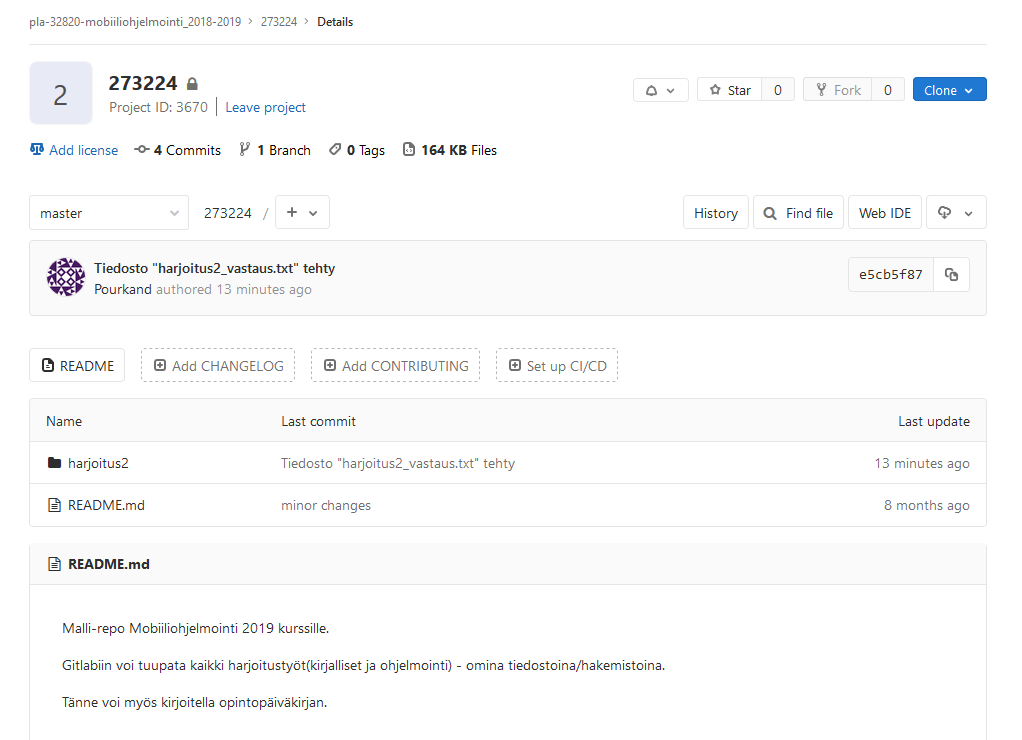 pla-32820-mobiiliohjelmointi_2018-2019 > 273224 > Details
2
273224
Project ID: 3670 | Leave project
Star 0 Fork 0 Clone
Add license 4 Commits 1 Branch 0 Tags 164 KB Files
master 273224 / + History Find file Web IDE
Tiedosto "harjoitus2_vastaus.txt" tehty
Pourkand authored 13 minutes ago
e5cb5f87
README Add CHANGELOG Add CONTRIBUTING Set up CI/CD
Name Last commit Last update
harjoitus2 Tiedosto "harjoitus2_vastaus.txt" tehty 13 minutes ago
README.md minor changes 8 months ago
README.md
Malli-repo Mobiiliohjelmointi 2019 kurssille.
Gitlabiin voi tuupata kaikki harjoitustyöt(kirjalliset ja ohjelmointi) - omina tiedostoina/hakemistoina.
Tänne voi myös kirjoitella opintopäiväkirjan.